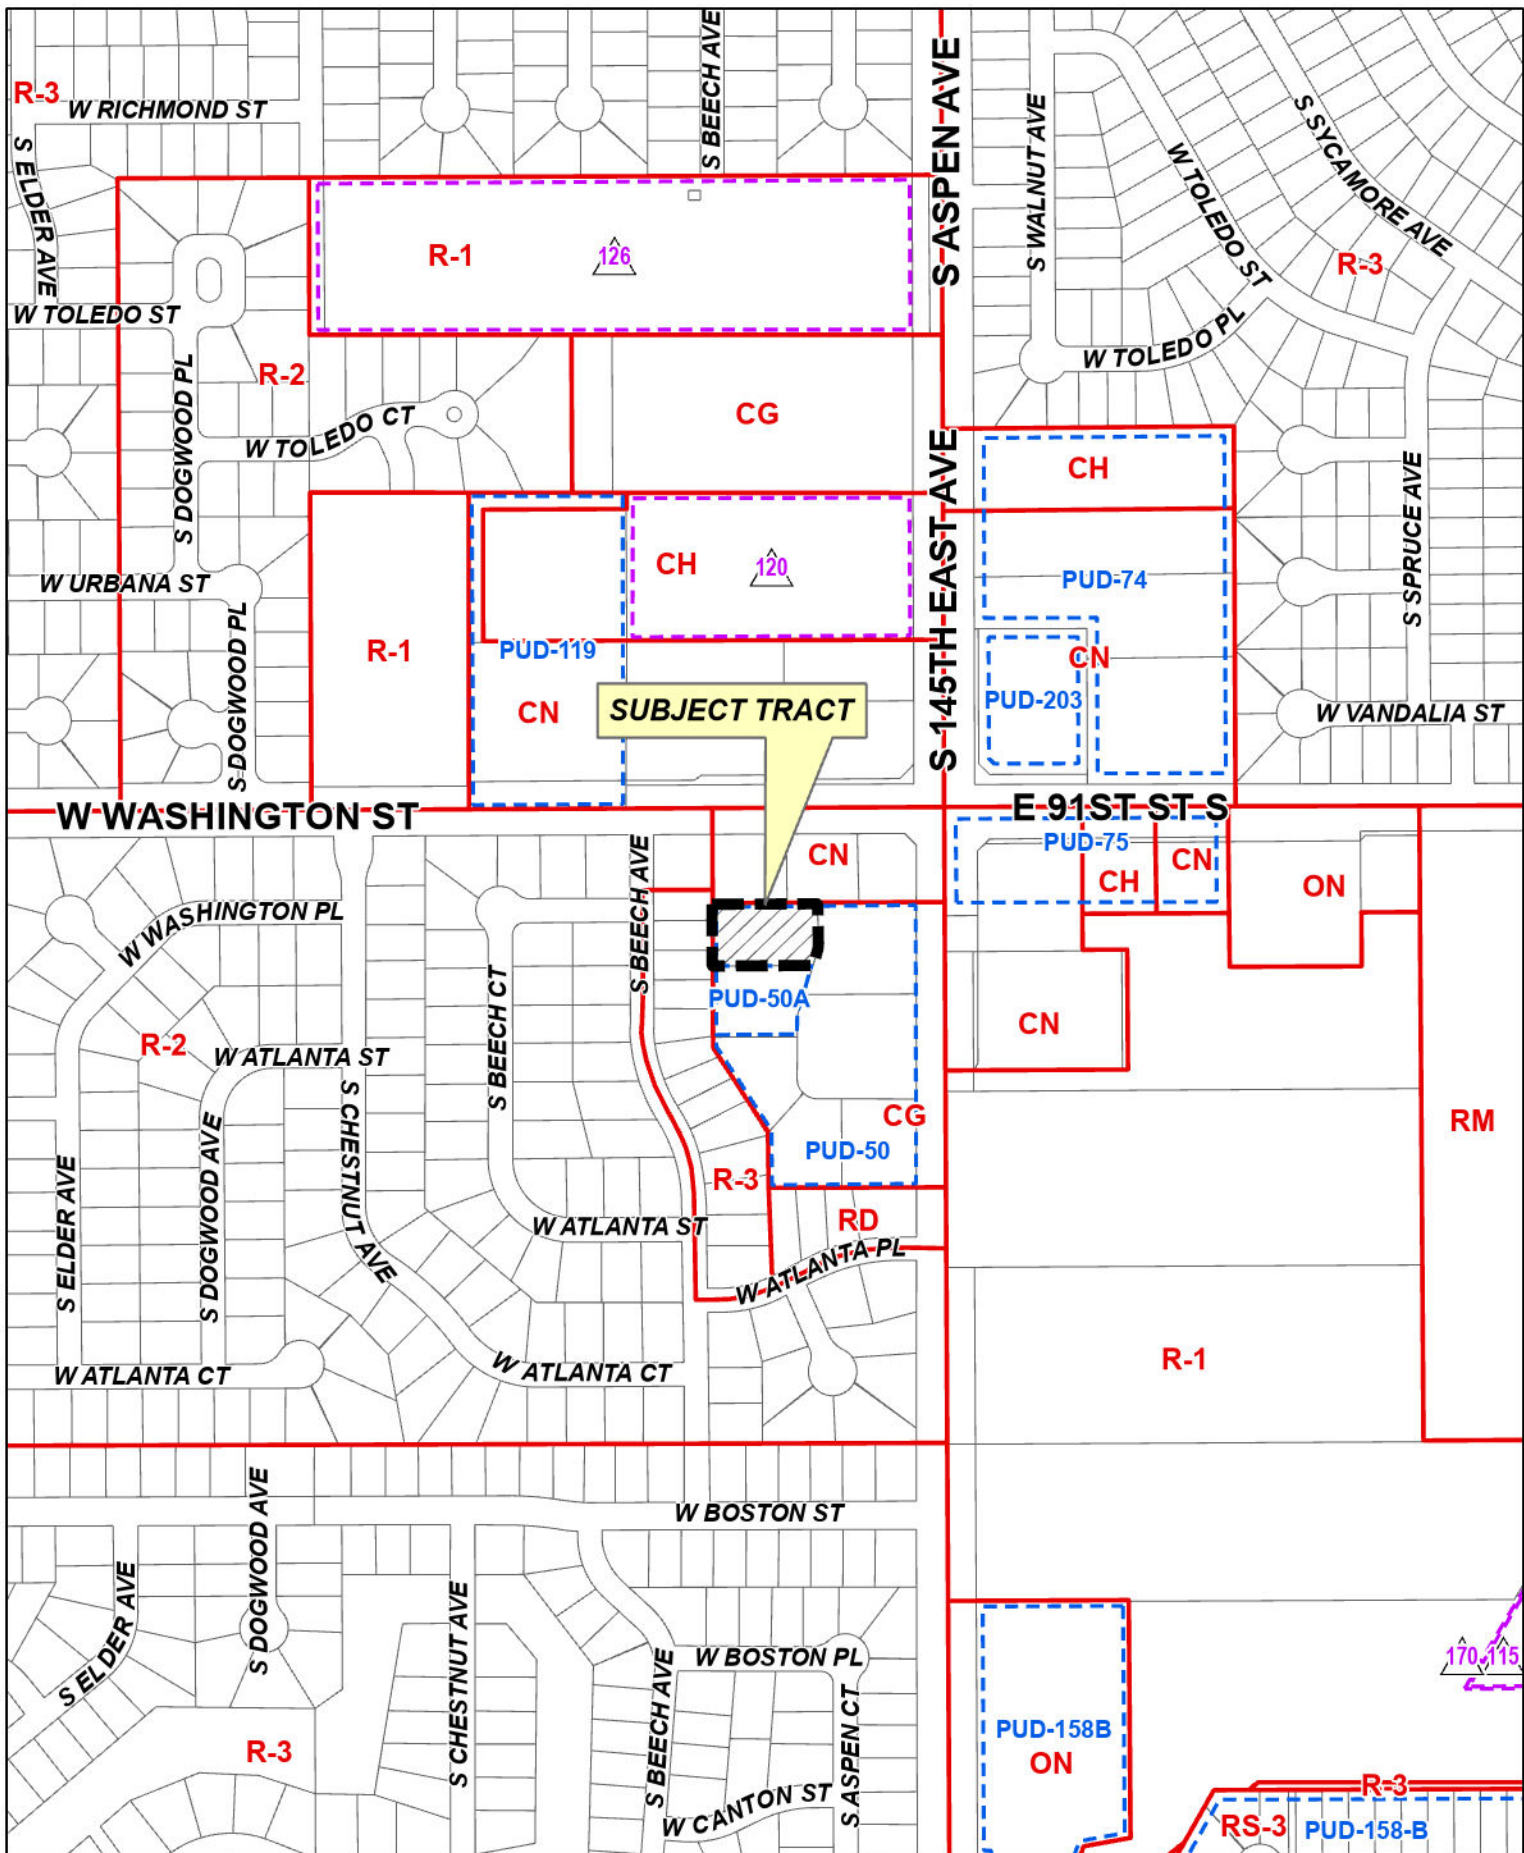 S BEECH AVE
S ASPEN AVE
R-3
W RICHMOND ST
S WALNUT AVE
S SYCAMORE AVE
S ELDER AVE
W TOLEDO ST
R-1
126
R-3
W TOLEDO ST
W TOLEDO PL
S DOGWOOD PL
R-2
W TOLEDO CT
CG
S 145TH EAST AVE
CH
S SPRUCE AVE
CH
120
PUD-74
W URBANA ST
S DOGWOOD PL
R-1
PUD-119
CN
PUD-203
CN
SUBJECT TRACT
W VANDALIA ST
W WASHINGTON ST
E 91ST ST S
PUD-75
CN
CN
CH
ON
S BEECH AVE
W WASHINGTON PL
S BEECH CT
PUD-50A
CN
R-2
W ATLANTA ST
S CHESTNUT AVE
CG
RM
PUD-50
S ELDER AVE
S DOGWOOD AVE
R-3
W ATLANTA ST
RD
W ATLANTA PL
W ATLANTA CT
W ATLANTA CT
R-1
S DOGWOOD AVE
W BOSTON ST
S ELDER AVE
S CHESTNUT AVE
S BEECH AVE
W BOSTON PL
170
115
S ASPEN CT
PUD-158B
ON
R-3
W CANTON ST
R-3
RS-3
PUD-158-B